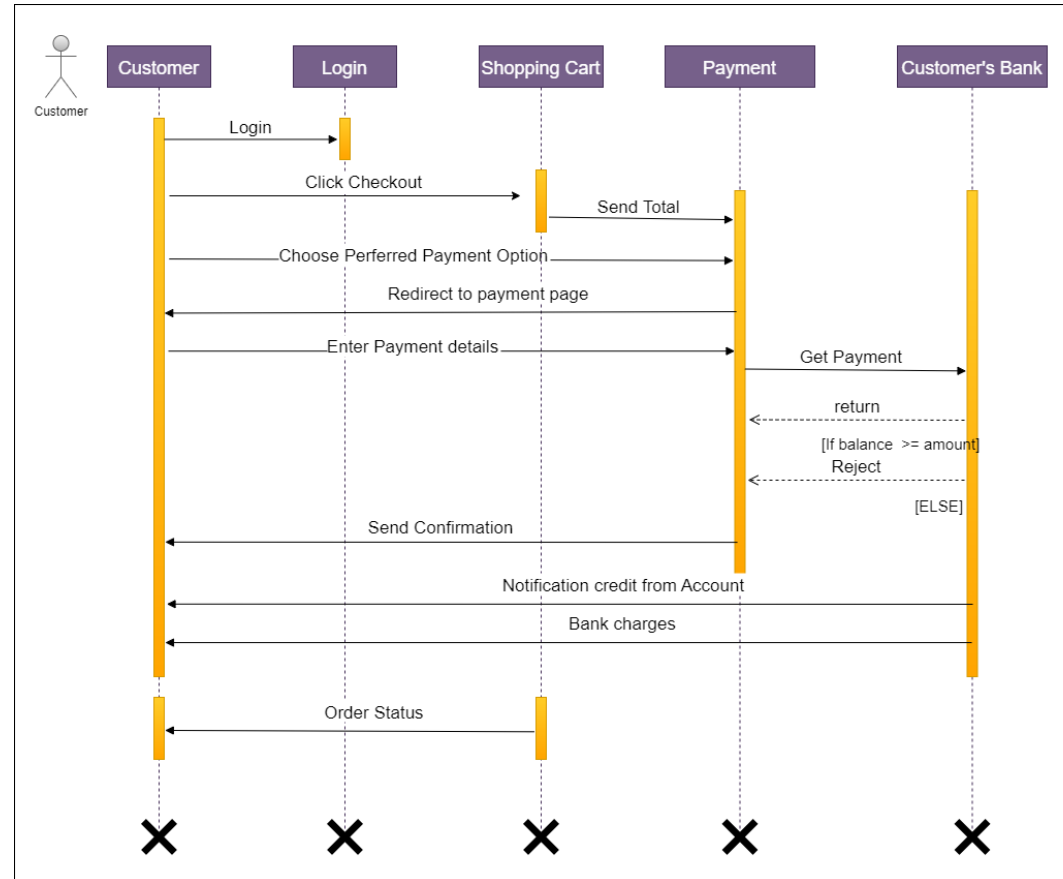 Customer
Login
Shopping Cart
Payment
Customer's Bank
Customer
Login
Click Checkout
Send Total
Choose Perferred Payment Option
Redirect to payment page
Enter Payment details
Get Payment
return
[If balance >= amount]
Reject
[ELSE]
Send Confirmation
Notification credit from Account
Bank charges
Order Status